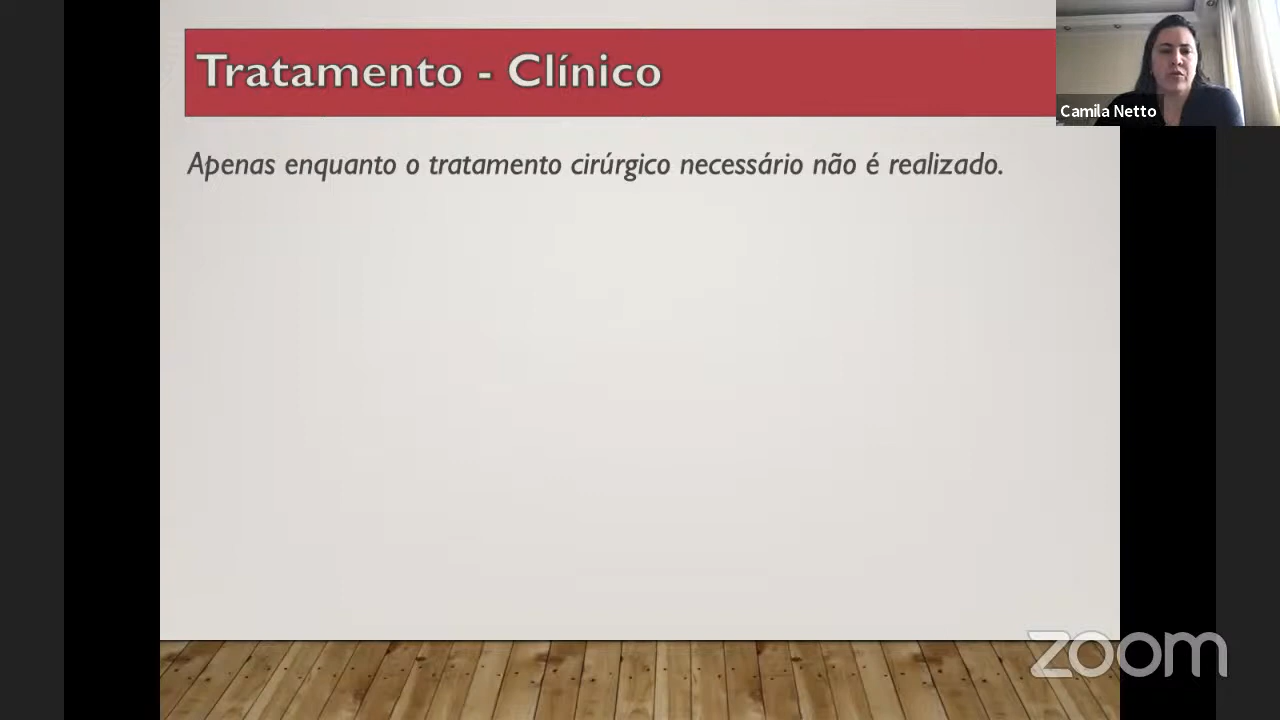 Tratamento - Clínico
Camila Netto
Apenas enquanto o tratamento cirúrgico necessário não é realizado.
zoom